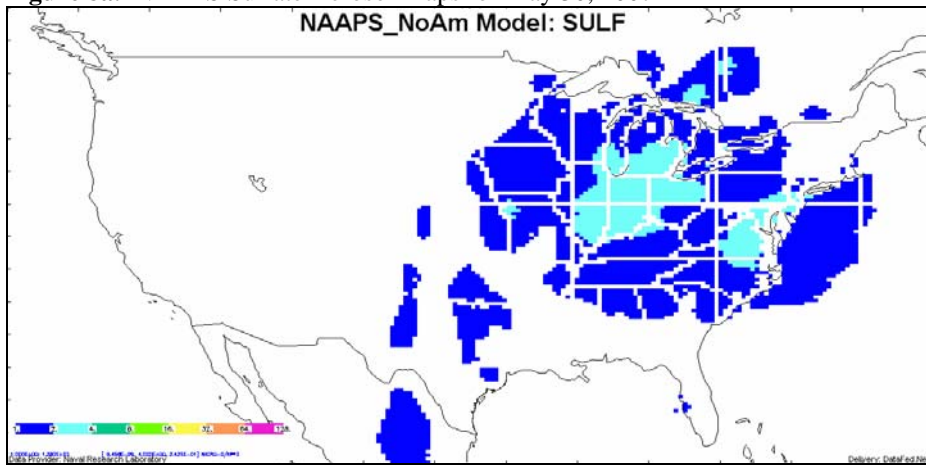 NAAPS_NoAm Model: SULF
1. 2. 4. 8. 16. 32. 64. 128.
Data Provider: Naval Research Laboratory
Delivery: DataFed.Net